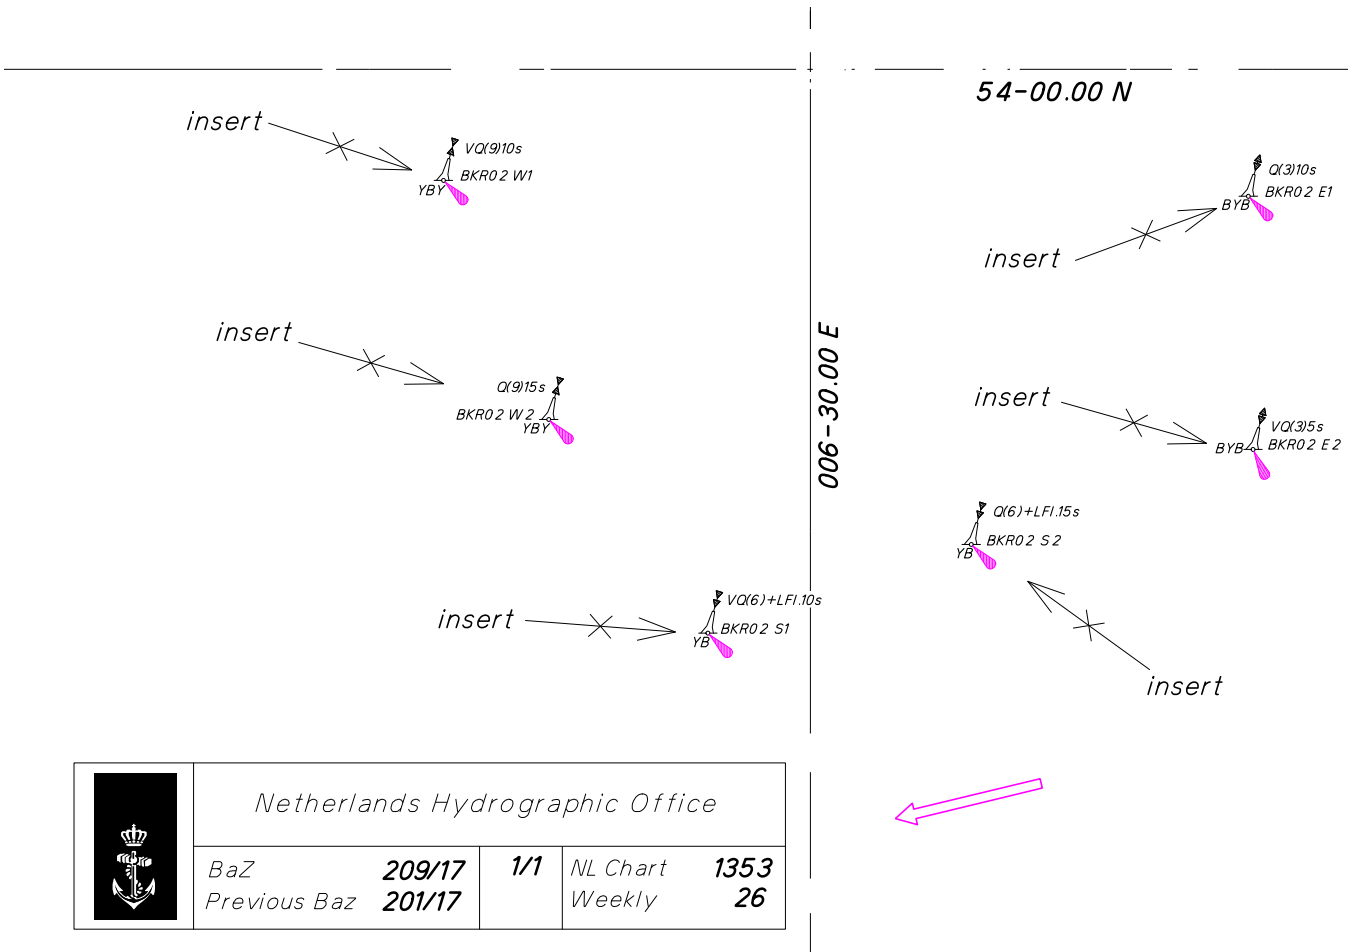 54-00.00 N
insert
VQ(9)10s
BKR02 W1
YBY
Q(3)10s
BKR02 E1
BYB
insert
insert
006-30.00 E
Q(9)15s
BKR02 W2
YBY
insert
VQ(3)5s
BKR02 E2
BYB
Q(6)+LFl.15s
BKR02 S2
YB
insert
VQ(6)+LFl.10s
BKR02 S1
YB
insert
Netherlands Hydrographic Office
BaZ 209/17 1/1 NL Chart 1353
Previous Baz 201/17 Weekly 26